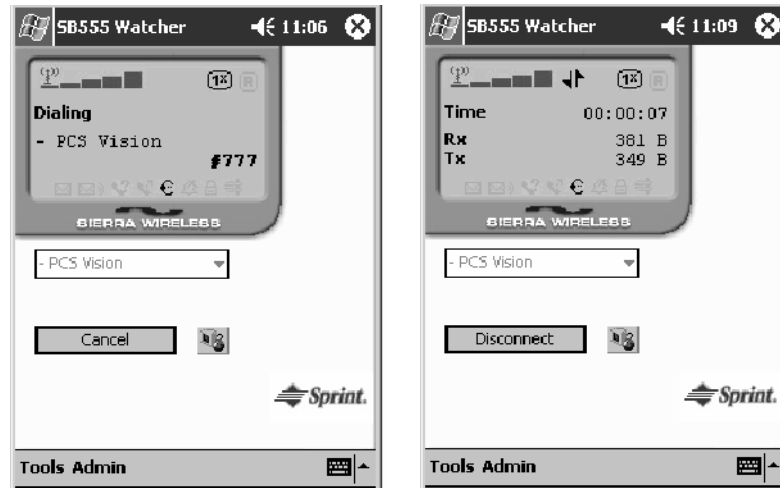 SB555 Watcher 11:06
1X R
Dialing
- PCS Vision
#777
SIERRA WIRELESS
- PCS Vision
Cancel
Sprint.
Tools Admin
SB555 Watcher 11:09
1X R
Time 00:00:07
Rx 381 B
Tx 349 B
SIERRA WIRELESS
- PCS Vision
Disconnect
Sprint.
Tools Admin